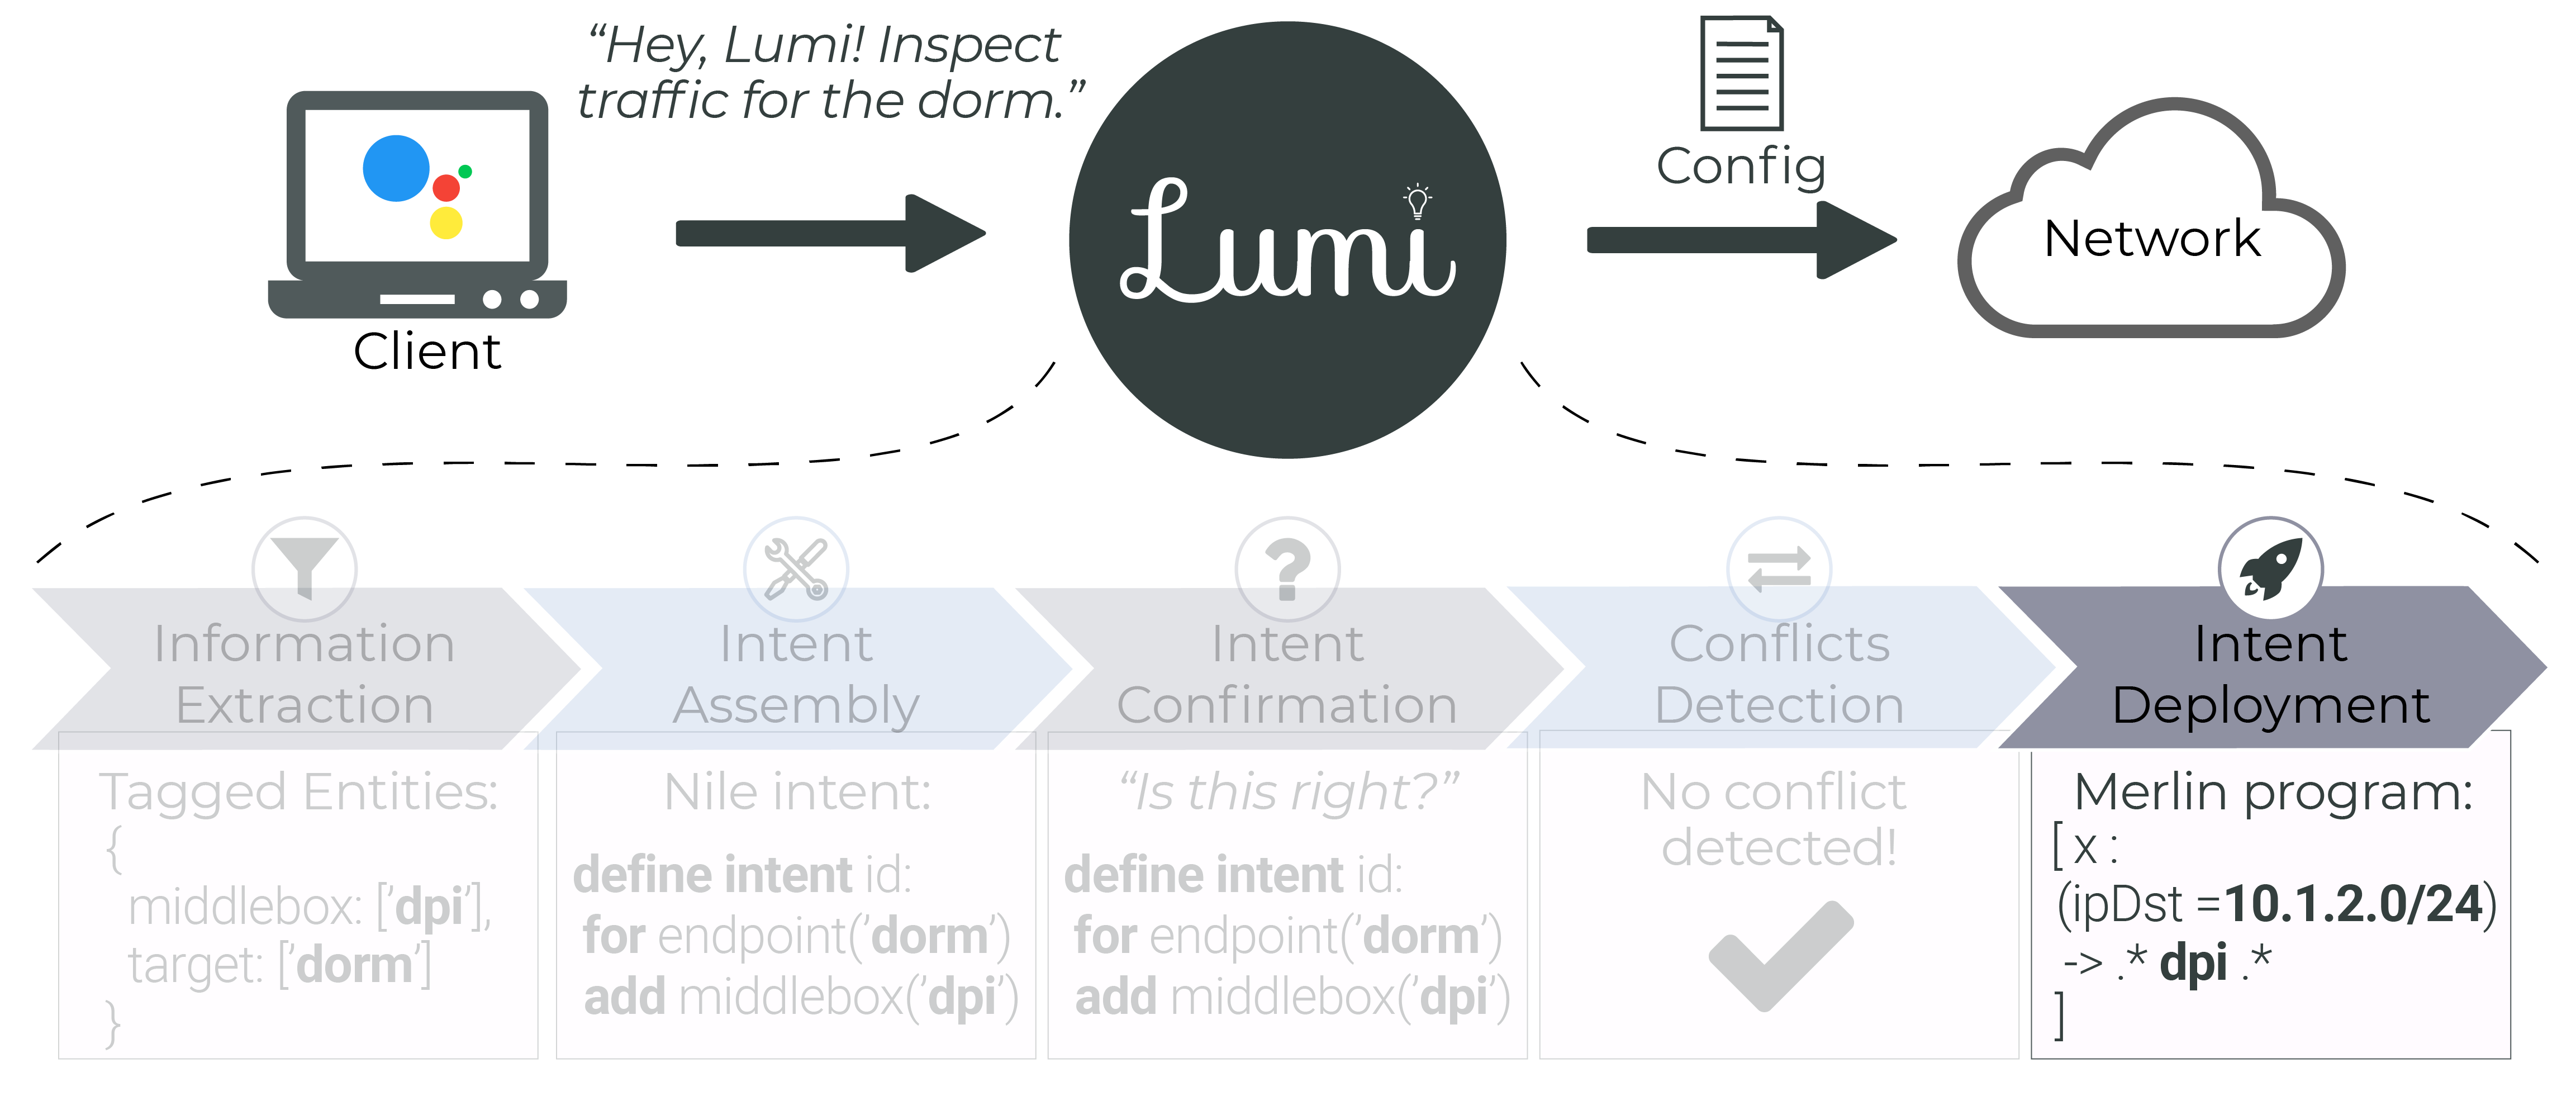 “Hey, Lumi! Inspect
traffic for the dorm.”
Client
Lumi
Config
Network
Information
Extraction
Intent
Assembly
Intent
Confirmation
Conflicts
Detection
Intent
Deployment
Tagged Entities:
{
middlebox: [’dpi’],
target: [’dorm’]
}
Nile intent:
define intent id:
for endpoint(’dorm’)
add middlebox(’dpi’)
“Is this right?”
define intent id:
for endpoint(’dorm’)
add middlebox(’dpi’)
No conflict
detected!
Merlin program:
[ x :
(ipDst =10.1.2.0/24)
-> .* dpi .*
]